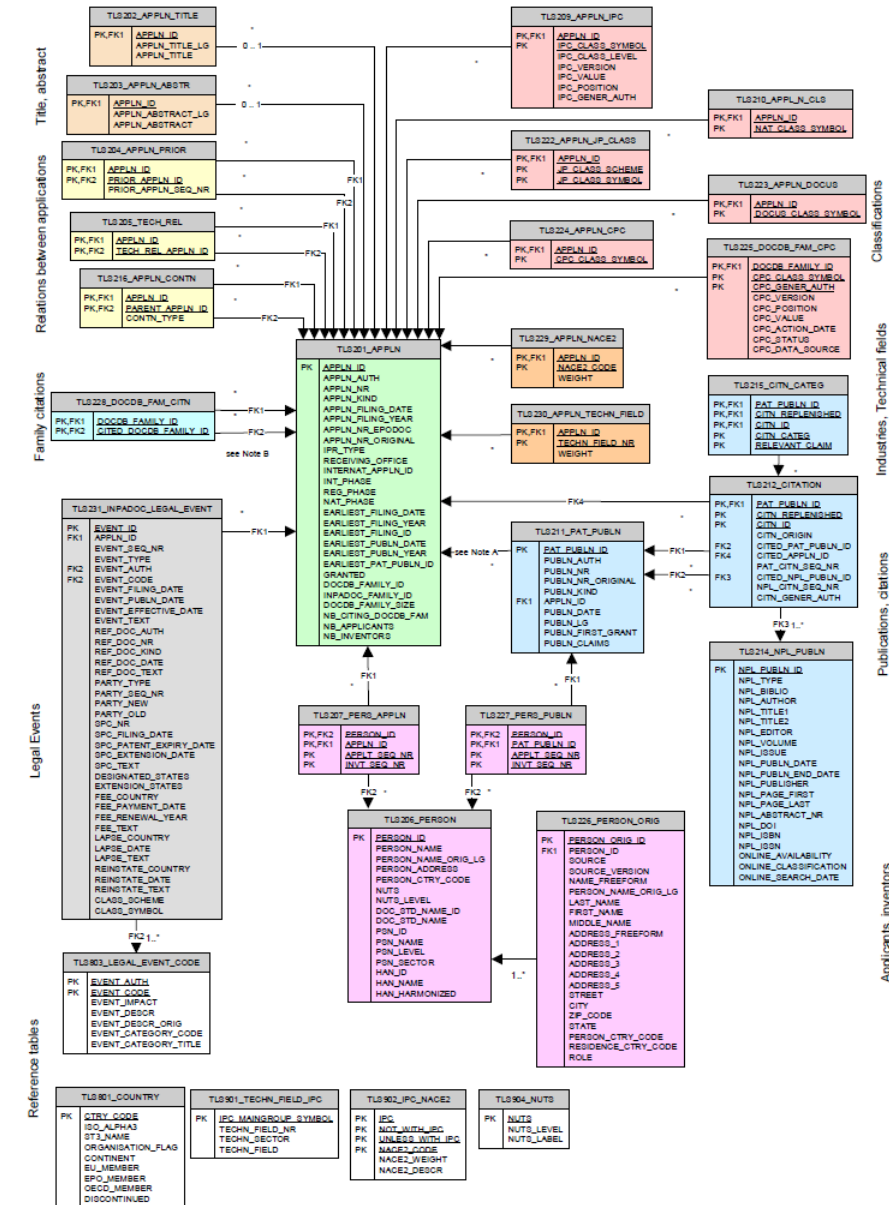 Title, abstract
TLS202_APPLN_TITLE
PK,FK1 APPLN_ID
APPLN_TITLE_LG
APPLN_TITLE
0 .. 1
TLS203_APPLN_ABSTR
PK,FK1 APPLN_ID
APPLN_ABSTRACT_LG
APPLN_ABSTRACT
0 .. 1
Relations between applications
TLS204_APPLN_PRIOR
PK,FK1 APPLN_ID
PK,FK2 PRIOR_APPLN_ID
PRIOR_APPLN_SEQ_NR
FK1
FK2
TLS205_TECH_REL
PK,FK1 APPLN_ID
PK,FK2 TECH_REL_APPLN_ID
FK1
FK2
TLS216_APPLN_CONTN
PK,FK1 APPLN_ID
PK,FK2 PARENT_APPLN_ID
CONTN_TYPE
FK1
FK2
Family citations
TLS228_DOCDB_FAM_CITN
PK,FK1 DOCDB_FAMILY_ID
PK,FK2 CITED_DOCDB_FAMILY_ID
FK1
FK2
see Note B
TLS209_APPLN_IPC
PK,FK1 APPLN_ID
PK IPC_CLASS_SYMBOL
IPC_CLASS_LEVEL
IPC_VERSION
IPC_VALUE
IPC_POSITION
IPC_GENER_AUTH
TLS210_APPL_N_CLS
PK,FK1 APPLN_ID
PK NAT_CLASS_SYMBOL
TLS222_APPLN_JP_CLASS
PK,FK1 APPLN_ID
PK JP_CLASS_SCHEME
PK JP_CLASS_SYMBOL
TLS223_APPLN_DOCUS
PK,FK1 APPLN_ID
PK DOCUS_CLASS_SYMBOL
TLS224_APPLN_CPC
PK,FK1 APPLN_ID
PK CPC_CLASS_SYMBOL
TLS225_DOCDB_FAM_CPC
PK,FK1 DOCDB_FAMILY_ID
PK CPC_CLASS_SYMBOL
PK CPC_GENER_AUTH
CPC_VERSION
CPC_POSITION
CPC_VALUE
CPC_ACTION_DATE
CPC_STATUS
CPC_DATA_SOURCE
Classifications
TLS201_APPLN
PK APPLN_ID
APPLN_AUTH
APPLN_NR
APPLN_KIND
APPLN_FILING_DATE
APPLN_FILING_YEAR
APPLN_NR_EPODOC
APPLN_NR_ORIGINAL
IPR_TYPE
RECEIVING_OFFICE
INTERNAT_APPLN_ID
INT_PHASE
REG_PHASE
NAT_PHASE
EARLIEST_FILING_DATE
EARLIEST_FILING_YEAR
EARLIEST_FILING_ID
EARLIEST_PUBLN_DATE
EARLIEST_PUBLN_YEAR
EARLIEST_PAT_PUBLN_ID
GRANTED
DOCDB_FAMILY_ID
INPADOC_FAMILY_ID
DOCDB_FAMILY_SIZE
NB_CITING_DOCDB_FAM
NB_APPLICANTS
NB_INVENTORS
TLS229_APPLN_NACE2
PK,FK1 APPLN_ID
PK NACE2_CODE
WEIGHT
TLS230_APPLN_TECHN_FIELD
PK,FK1 APPLN_ID
PK TECHN_FIELD_NR
WEIGHT
Industries, Technical fields
TLS215_CITN_CATEG
PK,FK1 PAT_PUBLN_ID
PK,FK1 CITN_REPLENISHED
PK,FK1 CITN_ID
PK CITN_CATEG
PK RELEVANT_CLAIM
TLS212_CITATION
PK,FK1 PAT_PUBLN_ID
PK CITN_REPLENISHED
PK CITN_ID
CITN_ORIGIN
FK2 CITED_PAT_PUBLN_ID
FK4 CITED_APPLN_ID
PAT_CITN_SEQ_NR
FK3 CITED_NPL_PUBLN_ID
NPL_CITN_SEQ_NR
CITN_GENER_AUTH
FK4
FK1
FK2
FK3 1..*
see Note A
TLS211_PAT_PUBLN
PK PAT_PUBLN_ID
PUBLN_AUTH
PUBLN_NR
PUBLN_NR_ORIGINAL
PUBLN_KIND
FK1 APPLN_ID
PUBLN_DATE
PUBLN_LG
PUBLN_FIRST_GRANT
PUBLN_CLAIMS
Publications, citations
TLS214_NPL_PUBLN
PK NPL_PUBLN_ID
NPL_TYPE
NPL_BIBLIO
NPL_AUTHOR
NPL_TITLE1
NPL_TITLE2
NPL_EDITOR
NPL_VOLUME
NPL_ISSUE
NPL_PUBLN_DATE
NPL_PUBLN_END_DATE
NPL_PUBLISHER
NPL_PAGE_FIRST
NPL_PAGE_LAST
NPL_ABSTRACT_NR
NPL_DOI
NPL_ISBN
NPL_ISSN
ONLINE_AVAILABILITY
ONLINE_CLASSIFICATION
ONLINE_SEARCH_DATE
Legal Events
TLS231_INPADOC_LEGAL_EVENT
PK EVENT_ID
FK1 APPLN_ID
EVENT_SEQ_NR
EVENT_TYPE
FK2 EVENT_AUTH
FK2 EVENT_CODE
EVENT_FILING_DATE
EVENT_PUBLN_DATE
EVENT_EFFECTIVE_DATE
EVENT_TEXT
REF_DOC_AUTH
REF_DOC_NR
REF_DOC_KIND
REF_DOC_DATE
REF_DOC_TEXT
PARTY_TYPE
PARTY_SEQ_NR
PARTY_NEW
PARTY_OLD
SPC_NR
SPC_FILING_DATE
SPC_PATENT_EXPIRY_DATE
SPC_EXTENSION_DATE
SPC_TEXT
DESIGNATED_STATES
EXTENSION_STATES
FEE_COUNTRY
FEE_PAYMENT_DATE
FEE_RENEWAL_YEAR
FEE_TEXT
LAPSE_COUNTRY
LAPSE_DATE
LAPSE_TEXT
REINSTATE_COUNTRY
REINSTATE_DATE
REINSTATE_TEXT
CLASS_SCHEME
CLASS_SYMBOL
FK1
FK2 1..*
TLS803_LEGAL_EVENT_CODE
PK EVENT_AUTH
PK EVENT_CODE
EVENT_IMPACT
EVENT_DESCR
EVENT_DESCR_ORIG
EVENT_CATEGORY_CODE
EVENT_CATEGORY_TITLE
FK1
FK1
TLS207_PERS_APPLN
PK,FK2 PERSON_ID
PK,FK1 APPLN_ID
PK APPLT_SEQ_NR
PK INVT_SEQ_NR
TLS227_PERS_PUBLN
PK,FK2 PERSON_ID
PK,FK1 PAT_PUBLN_ID
PK APPLT_SEQ_NR
PK INVT_SEQ_NR
FK2 *
FK2 *
TLS206_PERSON
PK PERSON_ID
PERSON_NAME
PERSON_NAME_ORIG_LG
PERSON_ADDRESS
PERSON_CTRY_CODE
NUTS
NUTS_LEVEL
DOC_STD_NAME_ID
DOC_STD_NAME
PSN_ID
PSN_NAME
PSN_LEVEL
PSN_SECTOR
HAN_ID
HAN_NAME
HAN_HARMONIZED
1..*
TLS226_PERSON_ORIG
PK PERSON_ORIG_ID
FK1 PERSON_ID
SOURCE
SOURCE_VERSION
NAME_FREEFORM
PERSON_NAME_ORIG_LG
LAST_NAME
FIRST_NAME
MIDDLE_NAME
ADDRESS_FREEFORM
ADDRESS_1
ADDRESS_2
ADDRESS_3
ADDRESS_4
ADDRESS_5
STREET
CITY
ZIP_CODE
STATE
PERSON_CTRY_CODE
RESIDENCE_CTRY_CODE
ROLE
Applicants, inventors
Reference tables
TLS801_COUNTRY
PK CTRY_CODE
ISO_ALPHA3
ST3_NAME
ORGANISATION_FLAG
CONTINENT
EU_MEMBER
EPO_MEMBER
OECD_MEMBER
DISCONTINUED
TLS901_TECHN_FIELD_IPC
PK IPC_MAINGROUP_SYMBOL
TECHN_FIELD_NR
TECHN_SECTOR
TECHN_FIELD
TLS902_IPC_NACE2
PK IPC
PK NOT_WITH_IPC
PK UNLESS_WITH_IPC
PK NACE2_CODE
NACE2_WEIGHT
NACE2_DESCR
TLS904_NUTS
PK NUTS
NUTS_LEVEL
NUTS_LABEL